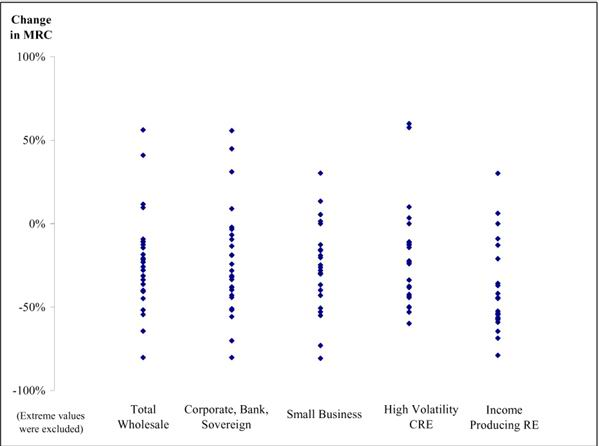 Change
in MRC
100%
50%
0%
-50%
-100%
(Extreme values
were excluded)
Total
Wholesale
Corporate, Bank,
Sovereign
Small Business
High Volatility
CRE
Income
Producing RE